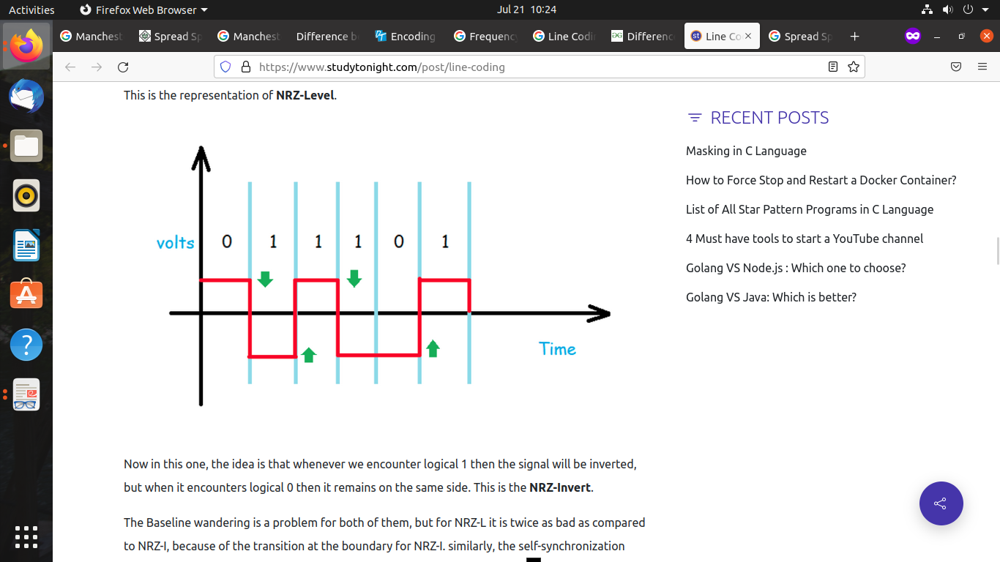 Activities Firefox Web Browser Jul 21 10:24
Manchest Spread Sp Manchest Difference b Encoding Frequency Line Codi Differenc Line Co Spread Sp
https://www.studytonight.com/post/line-coding
This is the representation of NRZ-Level.
volts 0 1 1 1 0 1
Time
Now in this one, the idea is that whenever we encounter logical 1 then the signal will be inverted,
but when it encounters logical 0 then it remains on the same side. This is the NRZ-Invert.
The Baseline wandering is a problem for both of them, but for NRZ-L it is twice as bad as compared
to NRZ-I, because of the transition at the boundary for NRZ-I. similarly, the self-synchronization
RECENT POSTS
Masking in C Language
How to Force Stop and Restart a Docker Container?
List of All Star Pattern Programs in C Language
4 Must have tools to start a YouTube channel
Golang VS Node.js : Which one to choose?
Golang VS Java: Which is better?